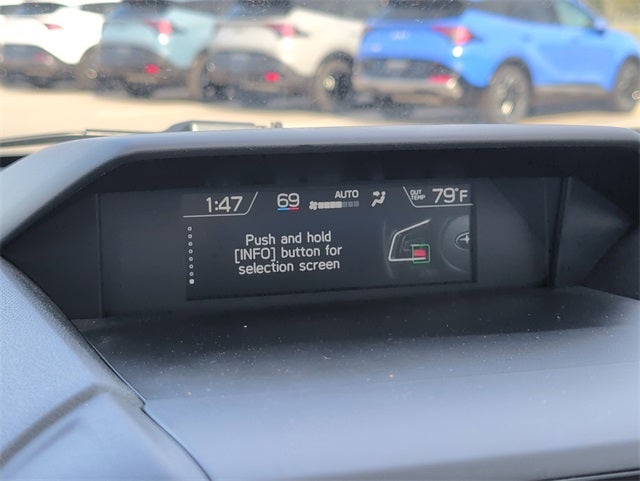 1:47 69 AUTO OUT TEMP 79°F
Push and hold
[INFO] button for
selection screen